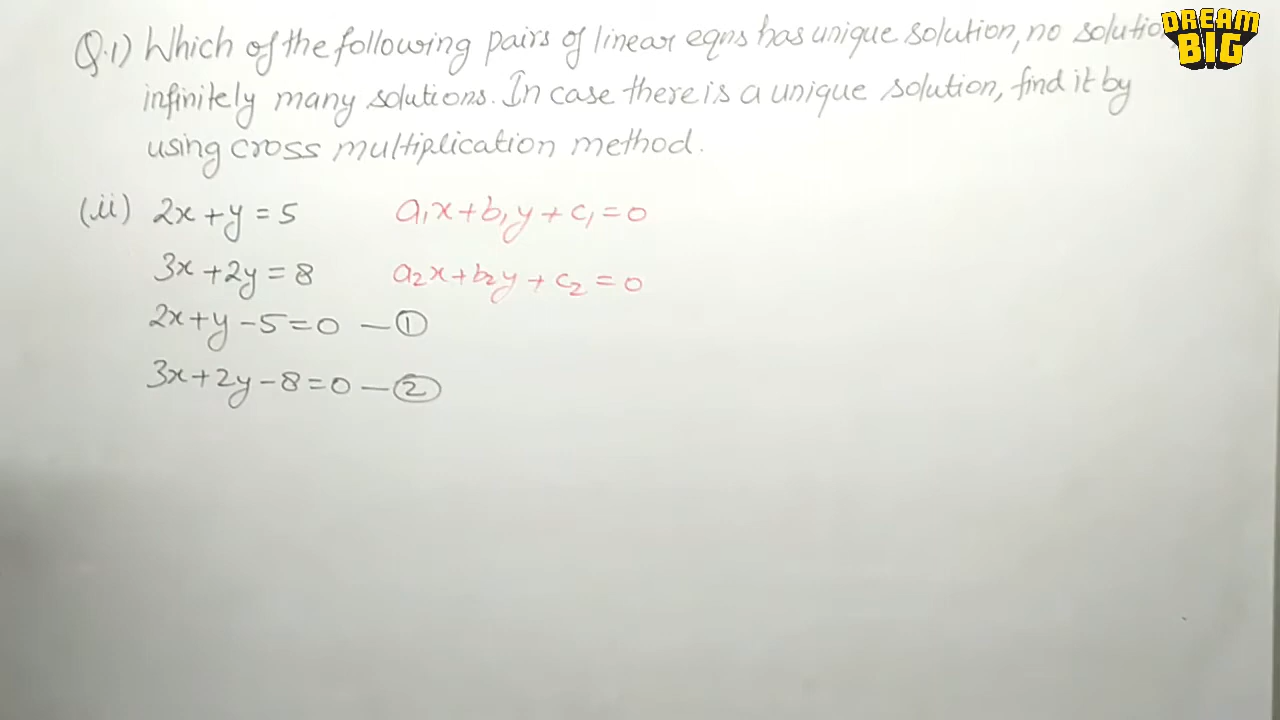 Q.1) Which of the following pairs of linear eqns has unique solution, no solutio
DREAM BIG
infinitely many solutions. In case there is a unique solution, find it by
using cross multiplication method.
(ii) 2x+y=5 a₁x+b₁y+c₁=0
3x+2y=8 a₂x+b₂y+c₂=0
2x+y-5=0 — ①
3x+2y-8=0 — ②